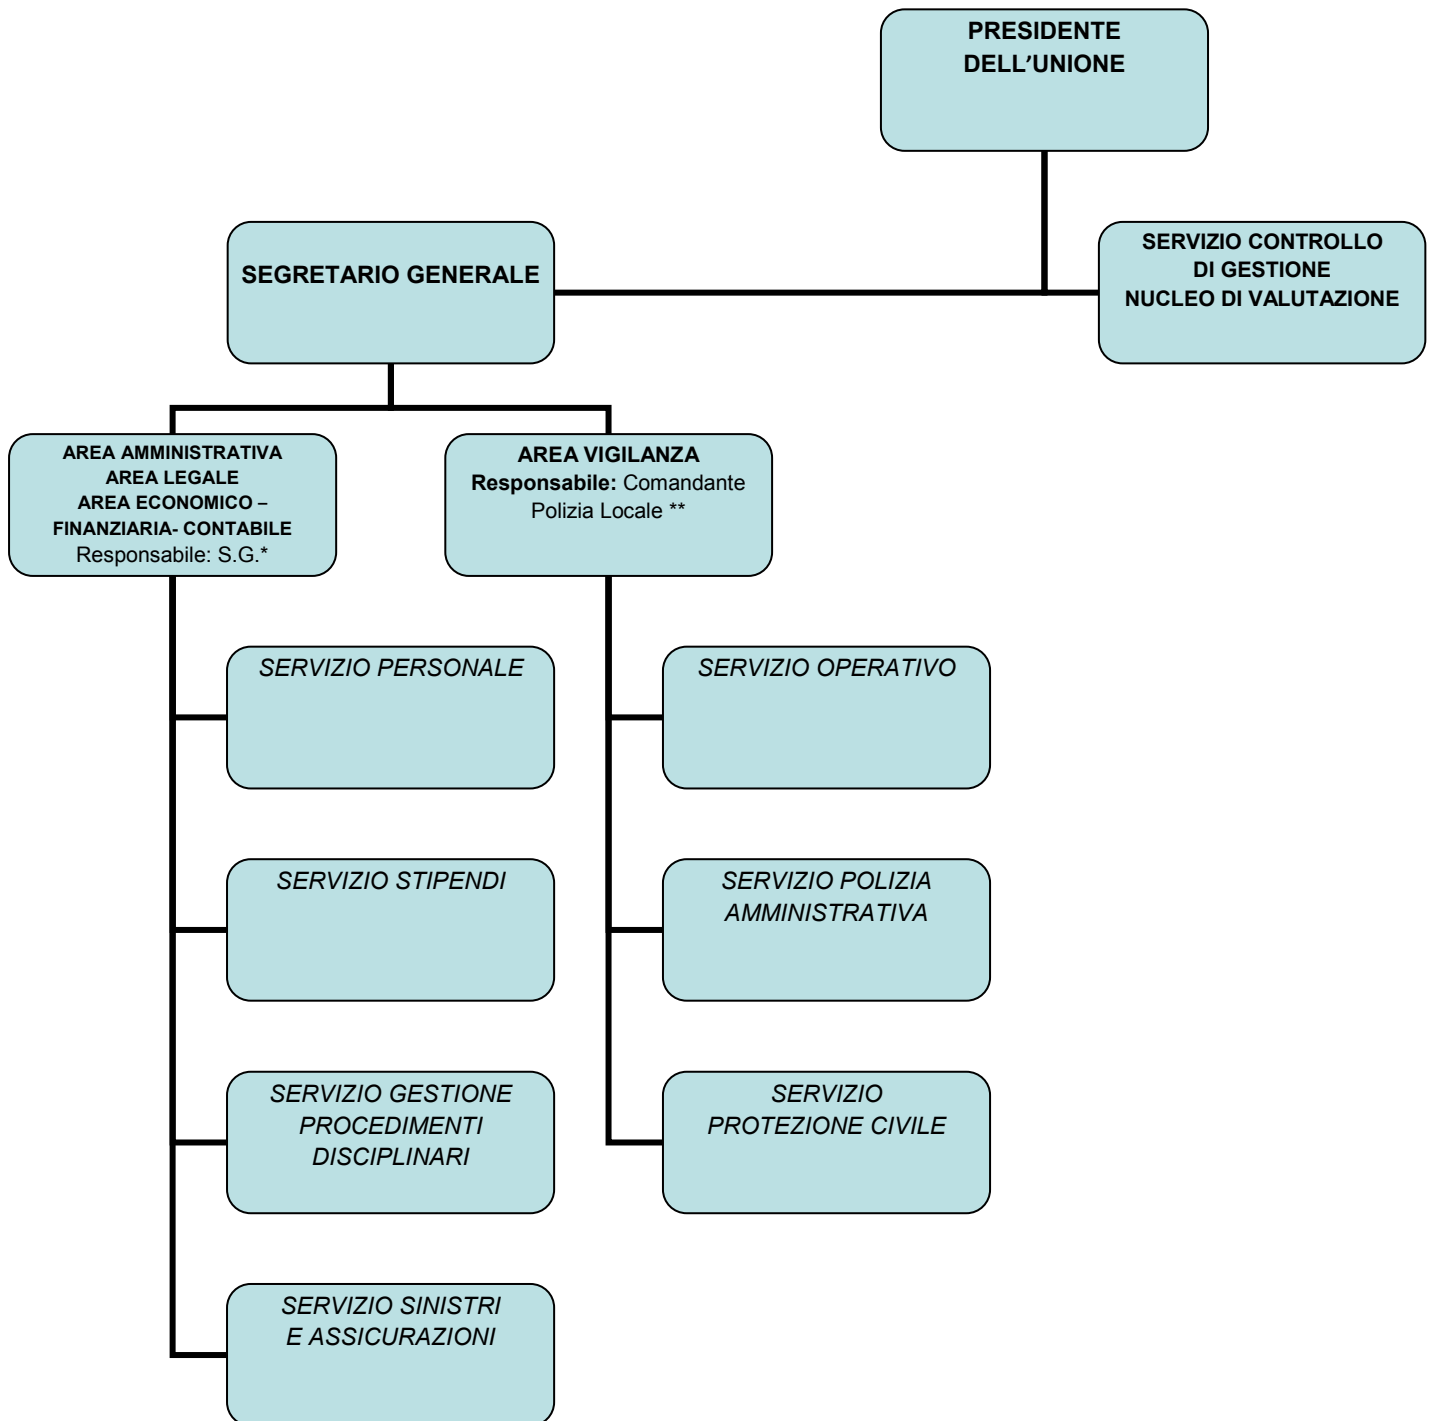 PRESIDENTE
DELL’UNIONE
SEGRETARIO GENERALE
SERVIZIO CONTROLLO
DI GESTIONE
NUCLEO DI VALUTAZIONE
AREA AMMINISTRATIVA
AREA LEGALE
AREA ECONOMICO –
FINANZIARIA- CONTABILE
Responsabile: S.G.*
AREA VIGILANZA
Responsabile: Comandante
Polizia Locale **
SERVIZIO PERSONALE
SERVIZIO OPERATIVO
SERVIZIO STIPENDI
SERVIZIO POLIZIA
AMMINISTRATIVA
SERVIZIO GESTIONE
PROCEDIMENTI
DISCIPLINARI
SERVIZIO
PROTEZIONE CIVILE
SERVIZIO SINISTRI
E ASSICURAZIONI